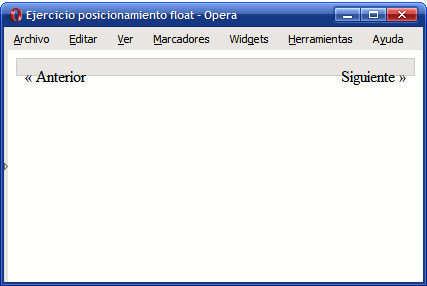 Ejercicio posicionamiento float - Opera
Archivo Editar Ver Marcadores Widgets Herramientas Ayuda
« Anterior Siguiente »